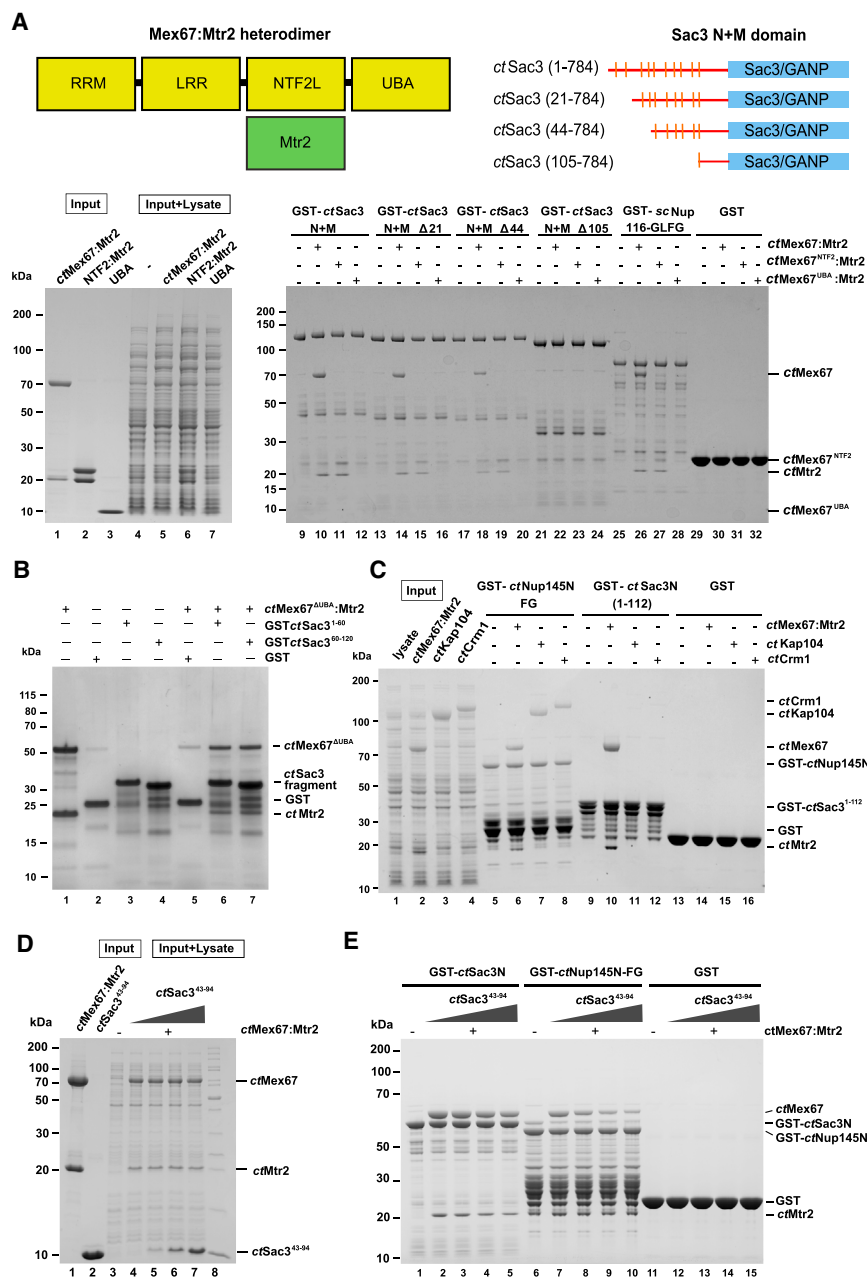 A
Mex67:Mtr2 heterodimer
RRM LRR NTF2L UBA
Mtr2
Sac3 N+M domain
ctSac3 (1-784) Sac3/GANP
ctSac3 (21-784) Sac3/GANP
ctSac3 (44-784) Sac3/GANP
ctSac3 (105-784) Sac3/GANP
Input Input+Lysate
ctMex67:Mtr2 NTF2:Mtr2 UBA - ctMex67:Mtr2 NTF2:Mtr2 UBA
kDa
200
100
70
50
30
20
10
1 2 3 4 5 6 7
GST-ctSac3 N+M
GST-ctSac3 N+M Δ21
GST-ctSac3 N+M Δ44
GST-ctSac3 N+M Δ105
GST-scNup 116-GLFG
GST
- + - - - + - - - + - - - + - - - + - - - + - - ctMex67:Mtr2
- - + - - - + - - - + - - - + - - - + - - - + - ctMex67NTF2:Mtr2
- - - + - - - + - - - + - - - + - - - + - - - + ctMex67UBA:Mtr2
kDa
200
150
100
70
50
30
20
15
10
ctMex67
ctMex67NTF2
ctMtr2
ctMex67UBA
9 10 11 12 13 14 15 16 17 18 19 20 21 22 23 24 25 26 27 28 29 30 31 32
B
+ — — — + + + ctMex67ΔUBA:Mtr2
— — + — — + — GSTctSac31-60
— — — + — — + GSTctSac360-120
— + — — + — — GST
kDa
115
80
70
50
30
25
15
10
ctMex67ΔUBA
ctSac3 fragment
GST
ctMtr2
1 2 3 4 5 6 7
C
Input
lysate ctMex67:Mtr2 ctKap104 ctCrm1
GST-ctNup145N FG
GST-ctSac3N (1-112)
GST
- + - - - + - - - + - - ctMex67:Mtr2
- - + - - - + - - - + - ctKap104
- - - + - - - + - - - + ctCrm1
kDa
200
100
70
50
30
20
10
ctCrm1
ctKap104
ctMex67
GST-ctNup145N
GST-ctSac31-112
GST
ctMtr2
1 2 3 4 5 6 7 8 9 10 11 12 13 14 15 16
D
Input Input+Lysate
ctMex67:Mtr2 ctSac343-94
ctSac343-94
- + ctMex67:Mtr2
kDa
200
100
70
50
30
20
10
ctMex67
ctMtr2
ctSac343-94
1 2 3 4 5 6 7 8
E
GST-ctSac3N GST-ctNup145N-FG GST
ctSac343-94 ctSac343-94 ctSac343-94
- + - + - + ctMex67:Mtr2
kDa
200
100
70
50
30
20
10
ctMex67
GST-ctSac3N
GST-ctNup145N
GST
ctMtr2
1 2 3 4 5 6 7 8 9 10 11 12 13 14 15